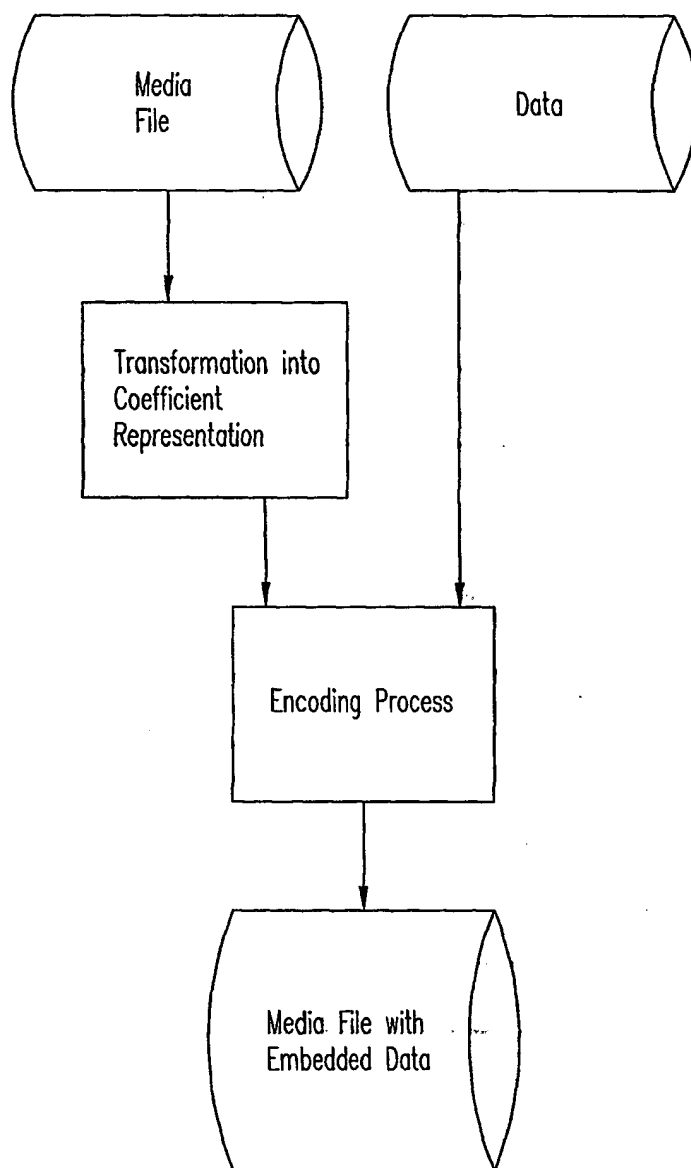 Media
File
Data
Transformation into
Coefficient
Representation
Encoding Process
Media File with
Embedded Data